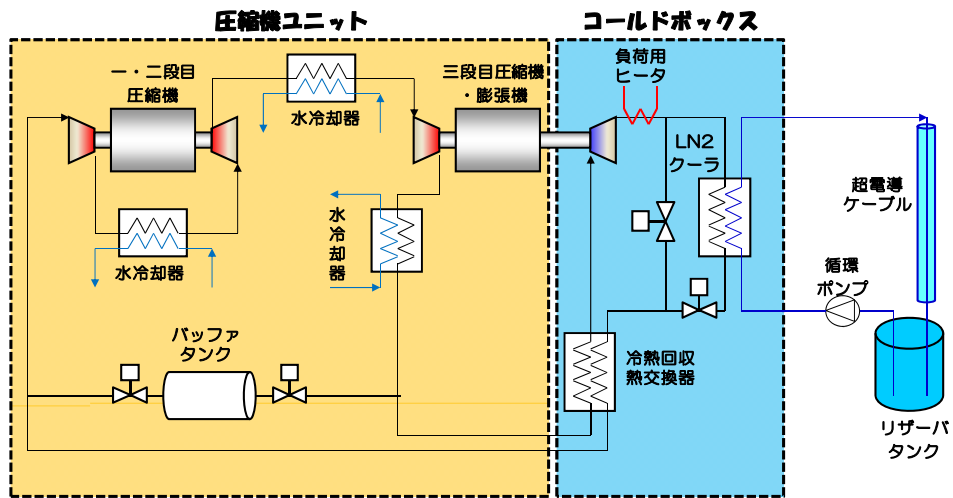 圧縮機ユニット
コールドボックス
一・二段目
圧縮機
水冷却器
三段目圧縮機
・膨張機
負荷用
ヒータ
LN2
クーラ
超電導
ケーブル
水冷却器
水冷却器
循環
ポンプ
バッファ
タンク
冷熱回収
熱交換器
リザーバ
タンク